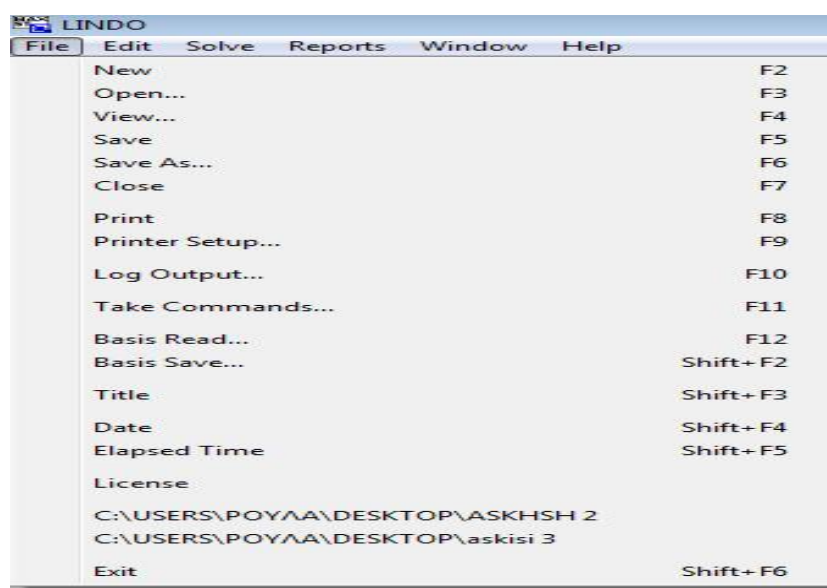 LINDO
File Edit Solve Reports Window Help
New F2
Open... F3
View... F4
Save F5
Save As... F6
Close F7
Print F8
Printer Setup... F9
Log Output... F10
Take Commands... F11
Basis Read... F12
Basis Save... Shift+F2
Title Shift+F3
Date Shift+F4
Elapsed Time Shift+F5
License
C:\USERS\ΡΟΥΛΑ\DESKTOP\ASKHSH 2
C:\USERS\ΡΟΥΛΑ\DESKTOP\askisi 3
Exit Shift+F6